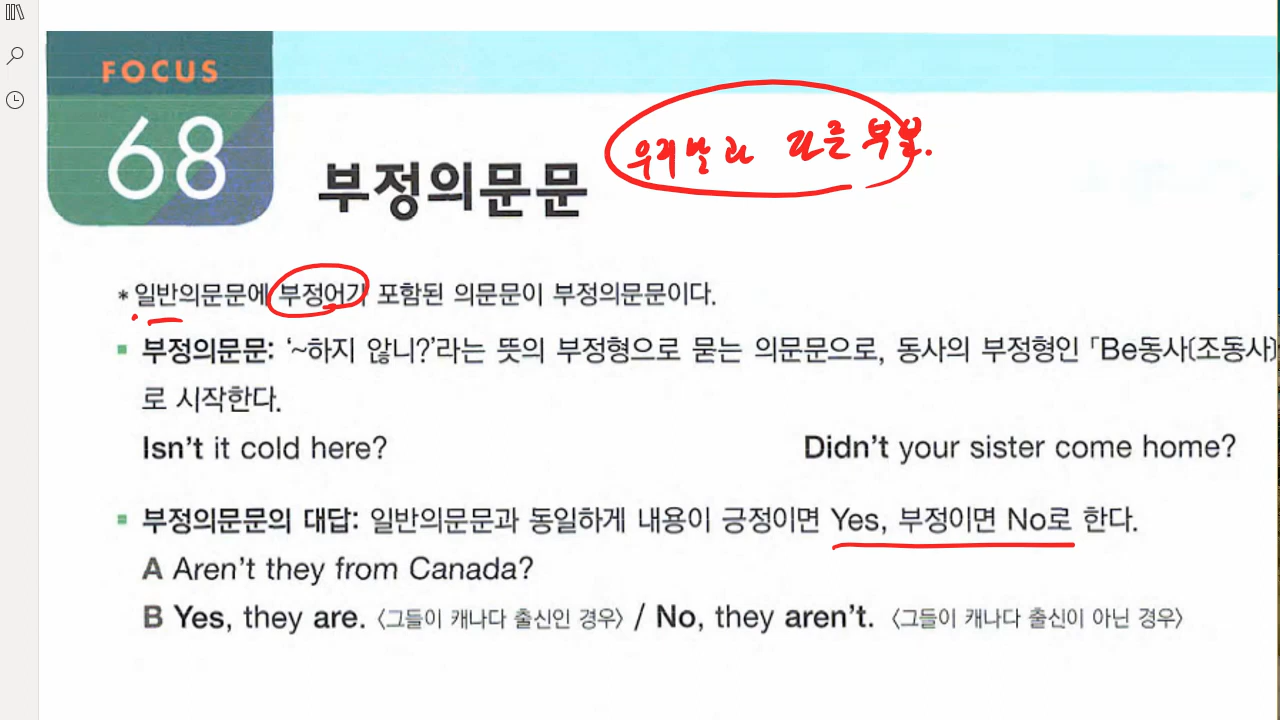 FOCUS
68
부정의문문
우리말과 다른 부분.
*일반의문문에 부정어가 포함된 의문문이 부정의문문이다.
부정의문문: ‘~하지 않니?’라는 뜻의 부정형으로 묻는 의문문으로, 동사의 부정형인 「Be동사(조동사)
로 시작한다.
Isn’t it cold here? Didn’t your sister come home?
부정의문문의 대답: 일반의문문과 동일하게 내용이 긍정이면 Yes, 부정이면 No로 한다.
A Aren’t they from Canada?
B Yes, they are. 〈그들이 캐나다 출신인 경우〉 / No, they aren’t. 〈그들이 캐나다 출신이 아닌 경우〉